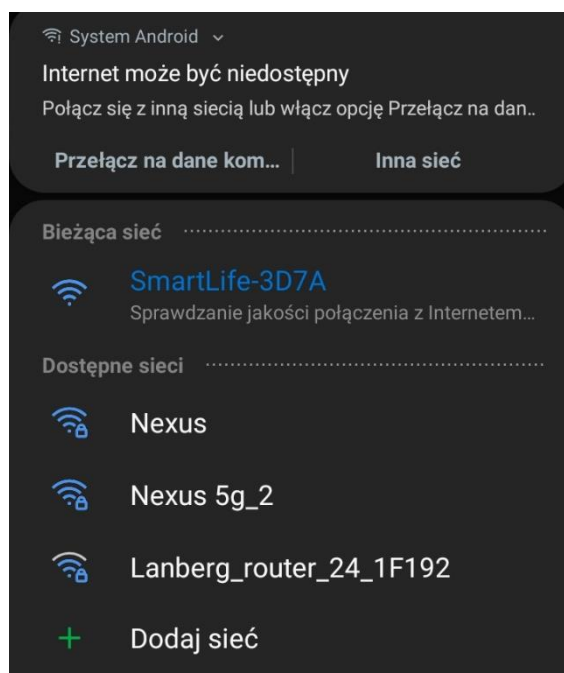 System Android
Internet może być niedostępny
Połącz się z inną siecią lub włącz opcję Przełącz na dan..
Przełącz na dane kom... Inna sieć
Bieżąca sieć
SmartLife-3D7A
Sprawdzanie jakości połączenia z Internetem...
Dostępne sieci
Nexus
Nexus 5g_2
Lanberg_router_24_1F192
Dodaj sieć